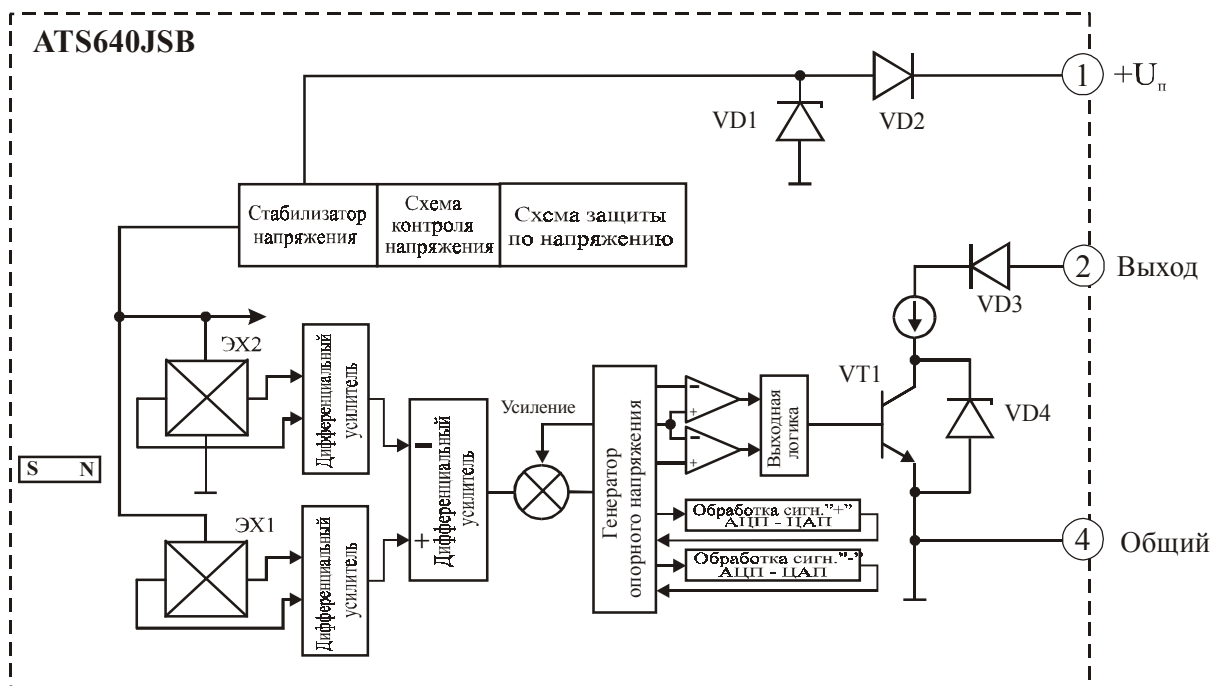 ATS640JSB
1
+Uп
VD1
VD2
Стабилизатор
напряжения
Схема
контроля
напряжения
Схема защиты
по напряжению
2
Выход
VD3
ЭХ2
Дифференциальный
усилитель
VT1
VD4
Усиление
S N
Дифференциальный
усилитель
Генератор
опорного напряжения
Выходная
логика
ЭХ1
Дифференциальный
усилитель
Обработка сигн."+"
АЦП - ЦАП
Обработка сигн."-"
АЦП - ЦАП
4
Общий